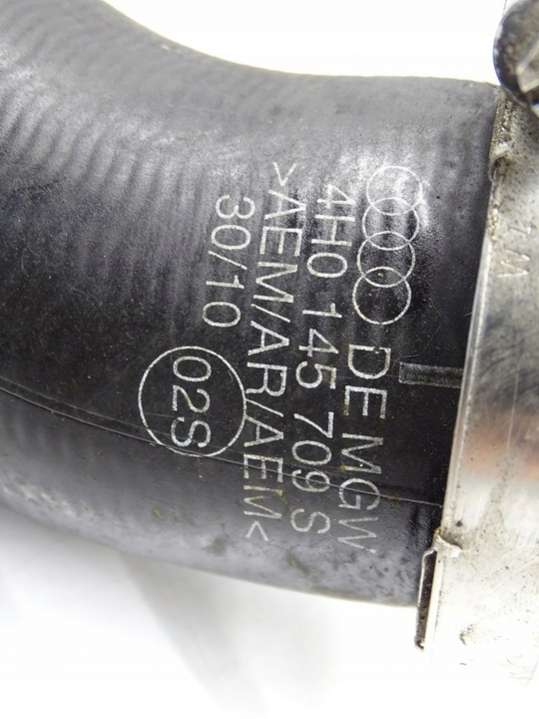 DE MGW
4H0 145 709 S
>AEM/AR/AEM<
30/10
02S